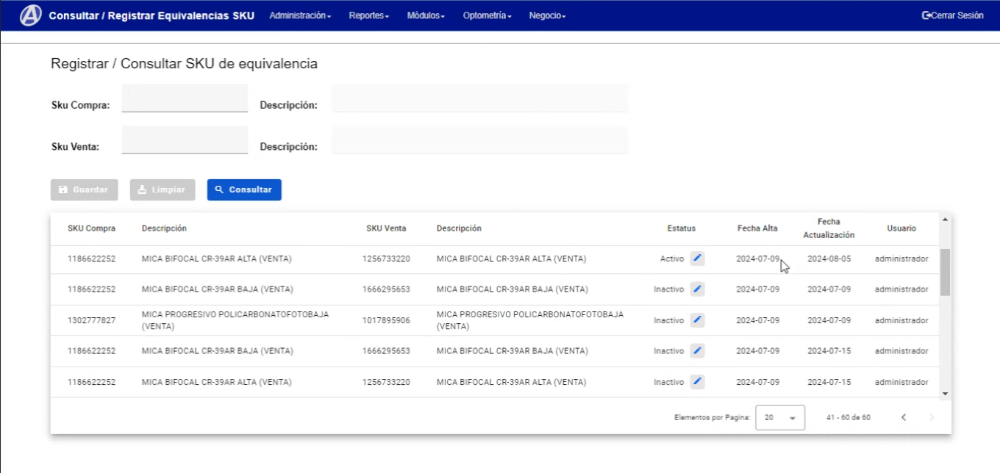 Consultar / Registrar Equivalencias SKU Administración Reportes Módulos Optometría Negocio Cerrar Sesión
Registrar / Consultar SKU de equivalencia
Sku Compra: Descripción:
Sku Venta: Descripción:
Guardar Limpiar Consultar
SKU Compra Descripción SKU Venta Descripción Estatus Fecha Alta Fecha Actualización Usuario
1186622252 MICA BIFOCAL CR-39AR ALTA (VENTA) 1256733220 MICA BIFOCAL CR-39AR ALTA (VENTA) Activo 2024-07-09 2024-08-05 administrador
1186622252 MICA BIFOCAL CR-39AR BAJA (VENTA) 1666295653 MICA BIFOCAL CR-39AR BAJA (VENTA) Inactivo 2024-07-09 2024-07-09 administrador
1302777827 MICA PROGRESIVO POLICARBONATOFOTOBAJA (VENTA) 1017895906 MICA PROGRESIVO POLICARBONATOFOTOBAJA (VENTA) Inactivo 2024-07-09 2024-07-09 administrador
1186622252 MICA BIFOCAL CR-39AR BAJA (VENTA) 1666295653 MICA BIFOCAL CR-39AR BAJA (VENTA) Inactivo 2024-07-09 2024-07-15 administrador
1186622252 MICA BIFOCAL CR-39AR ALTA (VENTA) 1256733220 MICA BIFOCAL CR-39AR ALTA (VENTA) Inactivo 2024-07-09 2024-07-15 administrador
Elementos por Pagina: 20 41 - 60 de 60